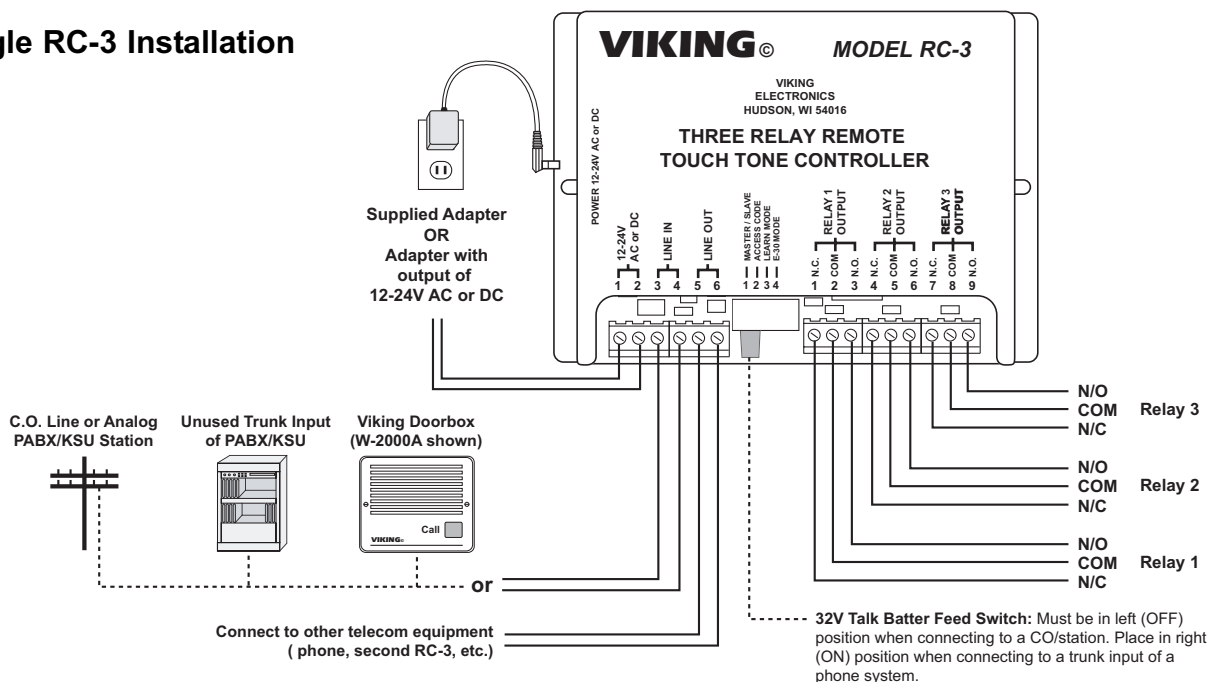 gle RC-3 Installation
VIKING©
MODEL RC-3
VIKING
ELECTRONICS
HUDSON, WI 54016
THREE RELAY REMOTE
TOUCH TONE CONTROLLER
POWER 12-24V AC or DC
12-24V
AC or DC
LINE IN
LINE OUT
MASTER / SLAVE
ACCESS CODE
LEARN MODE
E-30 MODE
RELAY 1
OUTPUT
RELAY 2
OUTPUT
RELAY 3
OUTPUT
N.C. COM N.O. N.C. COM N.O. N.C. COM N.O.
1 2 3 4 5 6
1 2 3 4
1 2 3 4 5 6 7 8 9
Supplied Adapter
OR
Adapter with
output of
12-24V AC or DC
C.O. Line or Analog
PABX/KSU Station
Unused Trunk Input
of PABX/KSU
Viking Doorbox
(W-2000A shown)
Call
VIKING©
or
Connect to other telecom equipment
( phone, second RC-3, etc.)
N/O
COM Relay 3
N/C
N/O
COM Relay 2
N/C
N/O
COM Relay 1
N/C
32V Talk Batter Feed Switch: Must be in left (OFF)
position when connecting to a CO/station. Place in right
(ON) position when connecting to a trunk input of a
phone system.